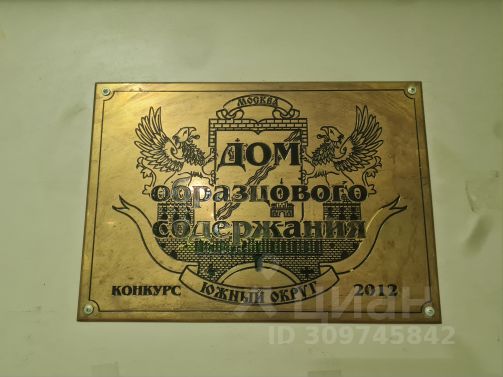 МОСКВА
ДОМ
образцового
содержания
КОНКУРС
ЮЖНЫЙ ОКРУГ
2012
циан
ID 309745842